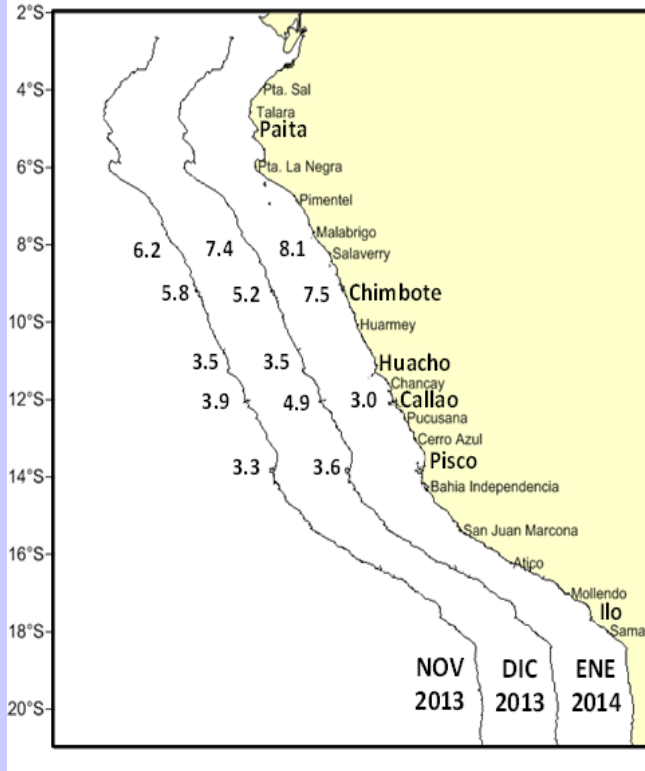 2°S
4°S
Pta. Sal
Talara
Paita
6°S
Pta. La Negra
Pimentel
Malabrigo
8°S
6.2 7.4 8.1
Salaverry
5.8 5.2 7.5 Chimbote
10°S
Huarmey
3.5 3.5 Huacho
Chancay
12°S
3.9 4.9 3.0 Callao
Pucusana
Cerro Azul
3.3 3.6 Pisco
14°S
Bahia Independencia
San Juan Marcona
16°S
Atico
Mollendo
Ilo
18°S
Sama
NOV DIC ENE
2013 2013 2014
20°S